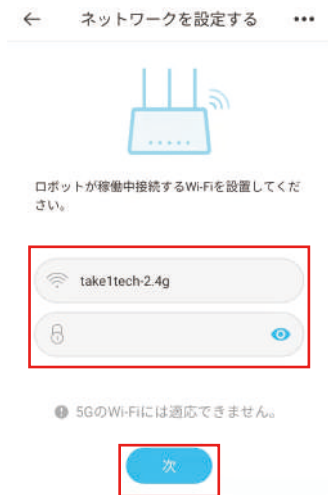 ネットワークを設定する
ロボットが稼働中接続するWi-Fiを設置してくだ
さい。
take1tech-2.4g
5GのWi-Fiには適応できません。
次